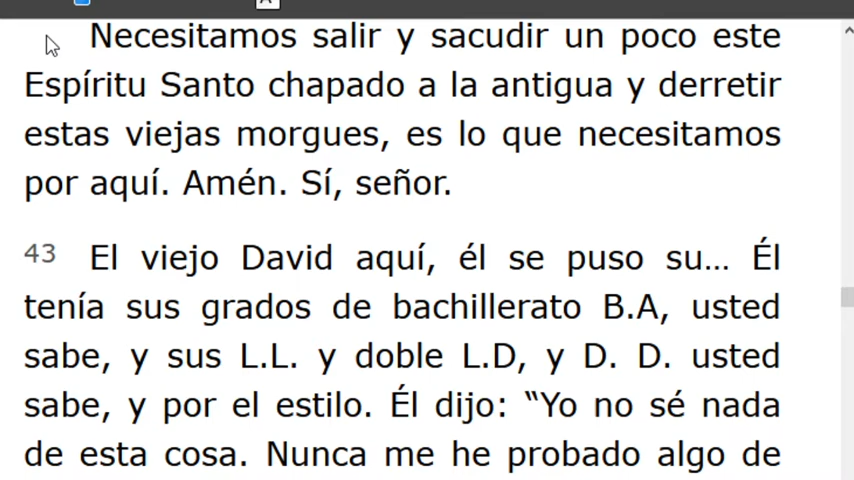 Necesitamos salir y sacudir un poco este
Espíritu Santo chapado a la antigua y derretir
estas viejas morgues, es lo que necesitamos
por aquí. Amén. Sí, señor.
43 El viejo David aquí, él se puso su... Él
tenía sus grados de bachillerato B.A, usted
sabe, y sus L.L. y doble L.D, y D. D. usted
sabe, y por el estilo. Él dijo: “Yo no sé nada
de esta cosa. Nunca me he probado algo de